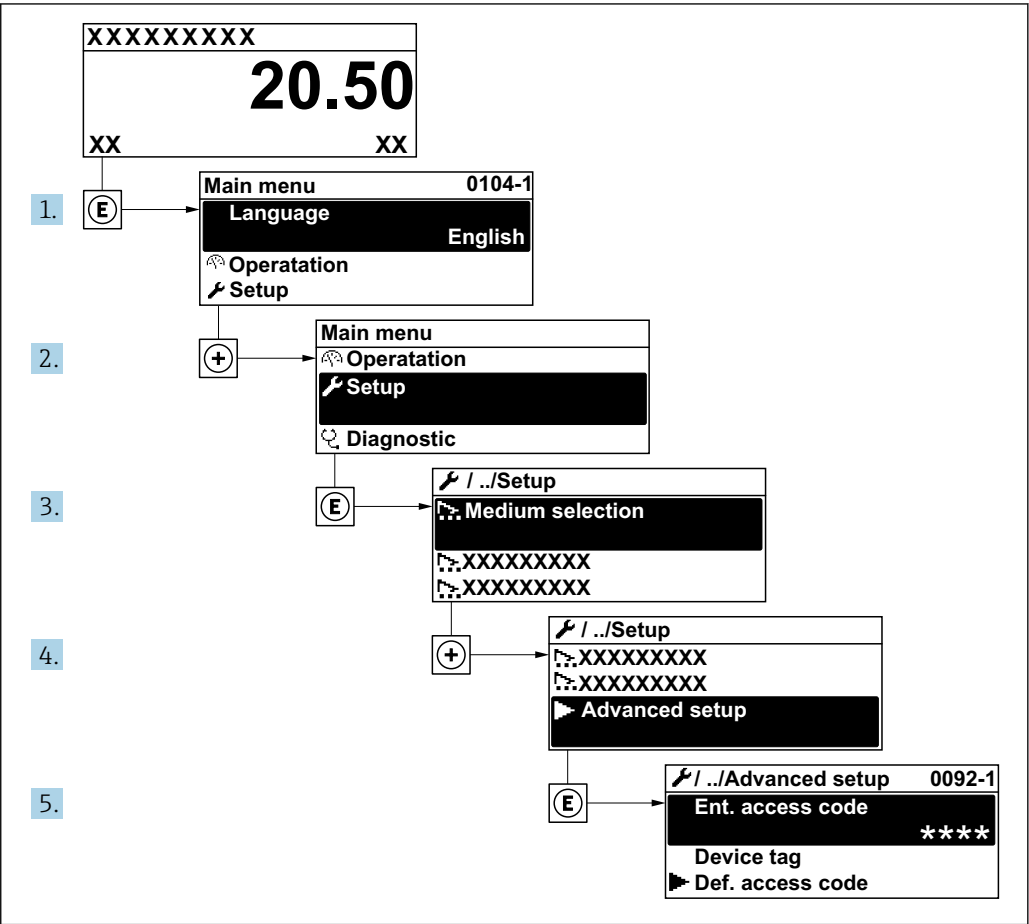 XXXXXXXXX
20.50
XX XX
1. E
Main menu 0104-1
Language
English
Operatation
Setup
2. +
Main menu
Operatation
Setup
Diagnostic
3. E
/ ../Setup
Medium selection
XXXXXXXXX
XXXXXXXXX
4. +
/ ../Setup
XXXXXXXXX
XXXXXXXXX
Advanced setup
5. E
/ ../Advanced setup 0092-1
Ent. access code
****
Device tag
Def. access code